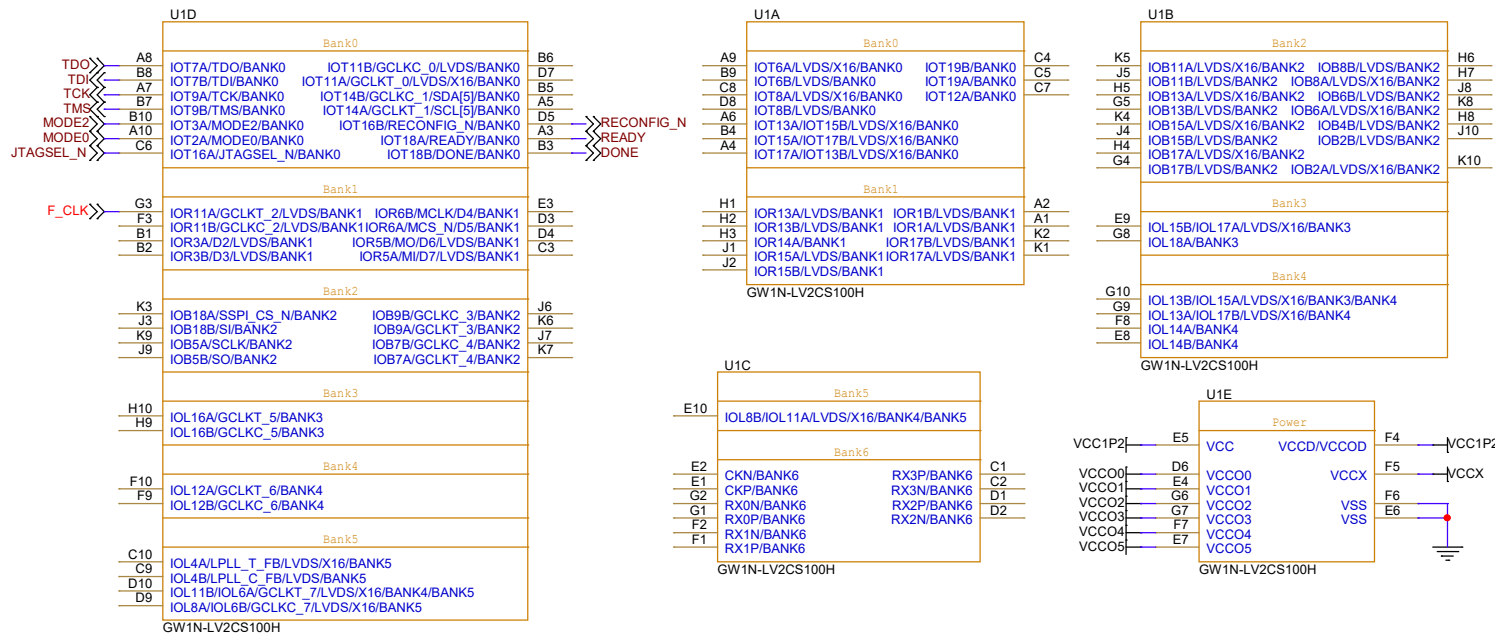 U1D
Bank0
TDO A8 IOT7A/TDO/BANK0 IOT11B/GCLKC_0/LVDS/BANK0 B6
TDI B8 IOT7B/TDI/BANK0 IOT11A/GCLKT_0/LVDS/X16/BANK0 D7
TCK A7 IOT9A/TCK/BANK0 IOT14B/GCLKC_1/SDA[5]/BANK0 B5
TMS B7 IOT9B/TMS/BANK0 IOT14A/GCLKT_1/SCL[5]/BANK0 A5
MODE2 B10 IOT3A/MODE2/BANK0 IOT16B/RECONFIG_N/BANK0 D5 RECONFIG_N
MODE0 A10 IOT2A/MODE0/BANK0 IOT18A/READY/BANK0 A3 READY
JTAGSEL_N C6 IOT16A/JTAGSEL_N/BANK0 IOT18B/DONE/BANK0 B3 DONE
Bank1
F_CLK G3 IOR11A/GCLKT_2/LVDS/BANK1 IOR6B/MCLK/D4/BANK1 E3
F3 IOR11B/GCLKC_2/LVDS/BANK1 IOR6A/MCS_N/D5/BANK1 D3
B1 IOR3A/D2/LVDS/BANK1 IOR5B/MO/D6/LVDS/BANK1 D4
B2 IOR3B/D3/LVDS/BANK1 IOR5A/MI/D7/LVDS/BANK1 C3
Bank2
K3 IOB18A/SSPI_CS_N/BANK2 IOB9B/GCLKC_3/BANK2 J6
J3 IOB18B/SI/BANK2 IOB9A/GCLKT_3/BANK2 K6
K9 IOB5A/SCLK/BANK2 IOB7B/GCLKC_4/BANK2 J7
J9 IOB5B/SO/BANK2 IOB7A/GCLKT_4/BANK2 K7
Bank3
H10 IOL16A/GCLKT_5/BANK3
H9 IOL16B/GCLKC_5/BANK3
Bank4
F10 IOL12A/GCLKT_6/BANK4
F9 IOL12B/GCLKC_6/BANK4
Bank5
C10 IOL4A/LPLL_T_FB/LVDS/X16/BANK5
C9 IOL4B/LPLL_C_FB/LVDS/BANK5
D10 IOL11B/IOL6A/GCLKT_7/LVDS/X16/BANK4/BANK5
D9 IOL8A/IOL6B/GCLKC_7/LVDS/X16/BANK5
GW1N-LV2CS100H
U1A
Bank0
A9 IOT6A/LVDS/X16/BANK0 IOT19B/BANK0 C4
B9 IOT6B/LVDS/BANK0 IOT19A/BANK0 C5
C8 IOT8A/LVDS/X16/BANK0 IOT12A/BANK0 C7
D8 IOT8B/LVDS/BANK0
A6 IOT13A/IOT15B/LVDS/X16/BANK0
B4 IOT15A/IOT17B/LVDS/X16/BANK0
A4 IOT17A/IOT13B/LVDS/X16/BANK0
Bank1
H1 IOR13A/LVDS/BANK1 IOR1B/LVDS/BANK1 A2
H2 IOR13B/LVDS/BANK1 IOR1A/LVDS/BANK1 A1
H3 IOR14A/BANK1 IOR17B/LVDS/BANK1 K2
J1 IOR15A/LVDS/BANK1 IOR17A/LVDS/BANK1 K1
J2 IOR15B/LVDS/BANK1
GW1N-LV2CS100H
U1B
Bank2
K5 IOB11A/LVDS/X16/BANK2 IOB8B/LVDS/BANK2 H6
J5 IOB11B/LVDS/BANK2 IOB8A/LVDS/X16/BANK2 H7
H5 IOB13A/LVDS/X16/BANK2 IOB6B/LVDS/BANK2 J8
G5 IOB13B/LVDS/BANK2 IOB6A/LVDS/X16/BANK2 K8
K4 IOB15A/LVDS/X16/BANK2 IOB4B/LVDS/BANK2 H8
J4 IOB15B/LVDS/BANK2 IOB2B/LVDS/BANK2 J10
H4 IOB17A/LVDS/X16/BANK2
G4 IOB17B/LVDS/BANK2 IOB2A/LVDS/X16/BANK2 K10
Bank3
E9 IOL15B/IOL17A/LVDS/X16/BANK3
G8 IOL18A/BANK3
Bank4
G10 IOL13B/IOL15A/LVDS/X16/BANK3/BANK4
G9 IOL13A/IOL17B/LVDS/X16/BANK4
F8 IOL14A/BANK4
E8 IOL14B/BANK4
GW1N-LV2CS100H
U1C
Bank5
E10 IOL8B/IOL11A/LVDS/X16/BANK4/BANK5
Bank6
E2 CKN/BANK6 RX3P/BANK6 C1
E1 CKP/BANK6 RX3N/BANK6 C2
G2 RX0N/BANK6 RX2P/BANK6 D1
G1 RX0P/BANK6 RX2N/BANK6 D2
F2 RX1N/BANK6
F1 RX1P/BANK6
GW1N-LV2CS100H
U1E
Power
VCC1P2 E5 VCC VCCD/VCCOD F4 VCC1P2
VCCO0 D6 VCCO0 VCCX F5 VCCX
VCCO1 E4 VCCO1
VCCO2 G6 VCCO2 VSS F6
VCCO3 G7 VCCO3 VSS E6
VCCO4 F7 VCCO4
VCCO5 E7 VCCO5
GW1N-LV2CS100H